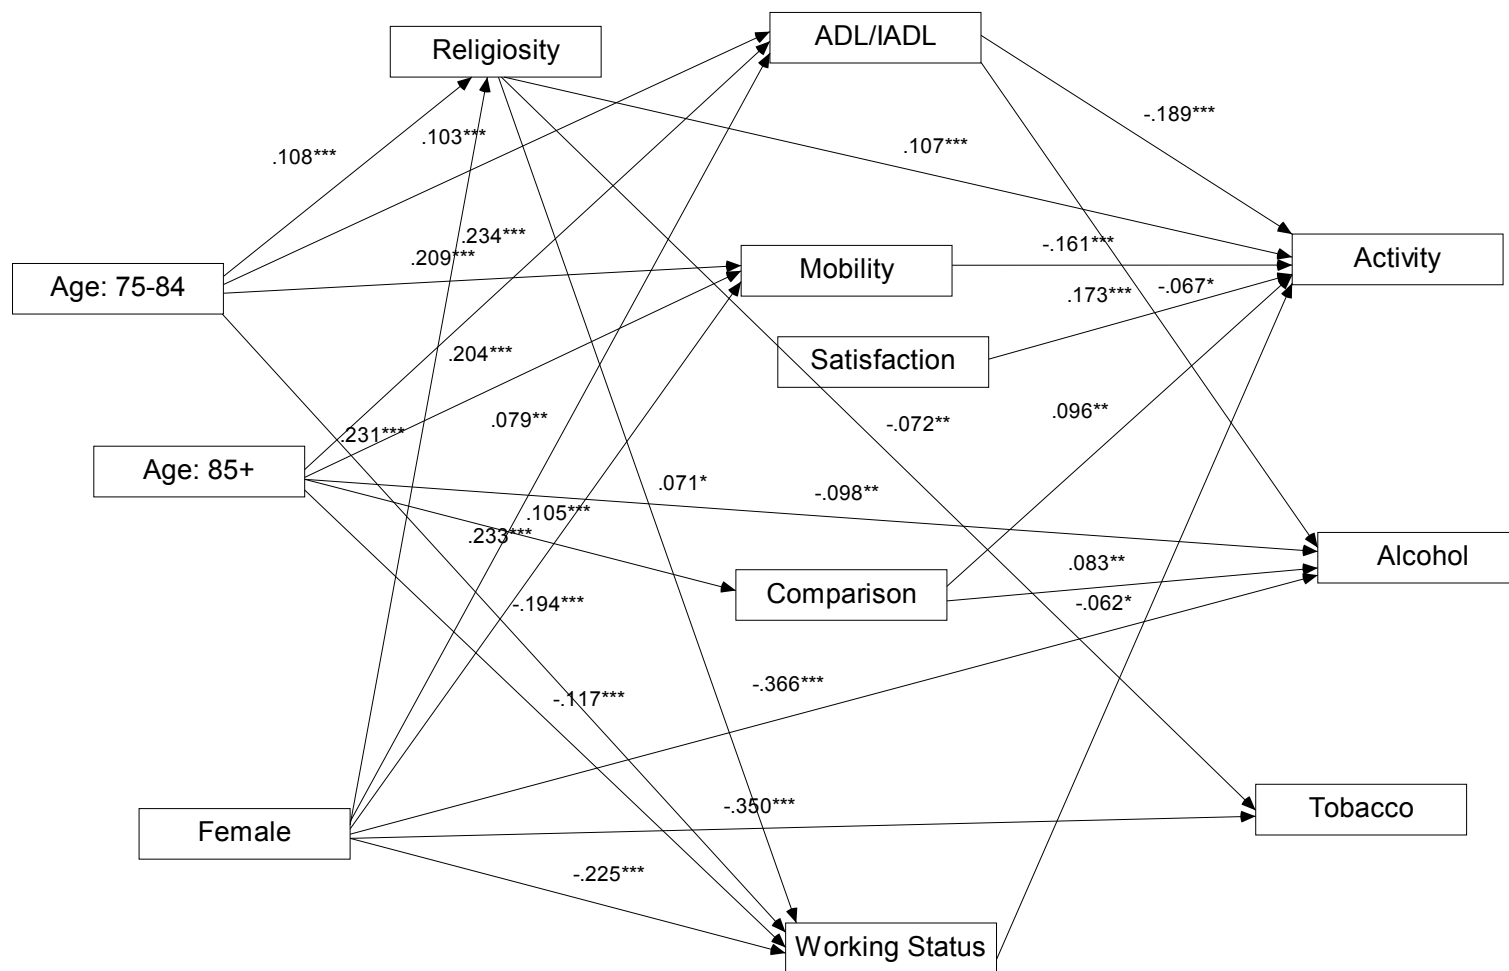 ADL/IADL
Religiosity
-.189***
.103***
.108***
.107***
.234***
-.161***
Activity
.209***
Mobility
Age: 75-84
-.067*
.173***
.204***
Satisfaction
.096**
.079**
-.072**
.231***
Age: 85+
.071*
-.098**
.105***
.233***
Alcohol
.083**
Comparison
-.194***
-.062*
-.366***
-.117***
-.350***
Tobacco
Female
-.225***
Working Status